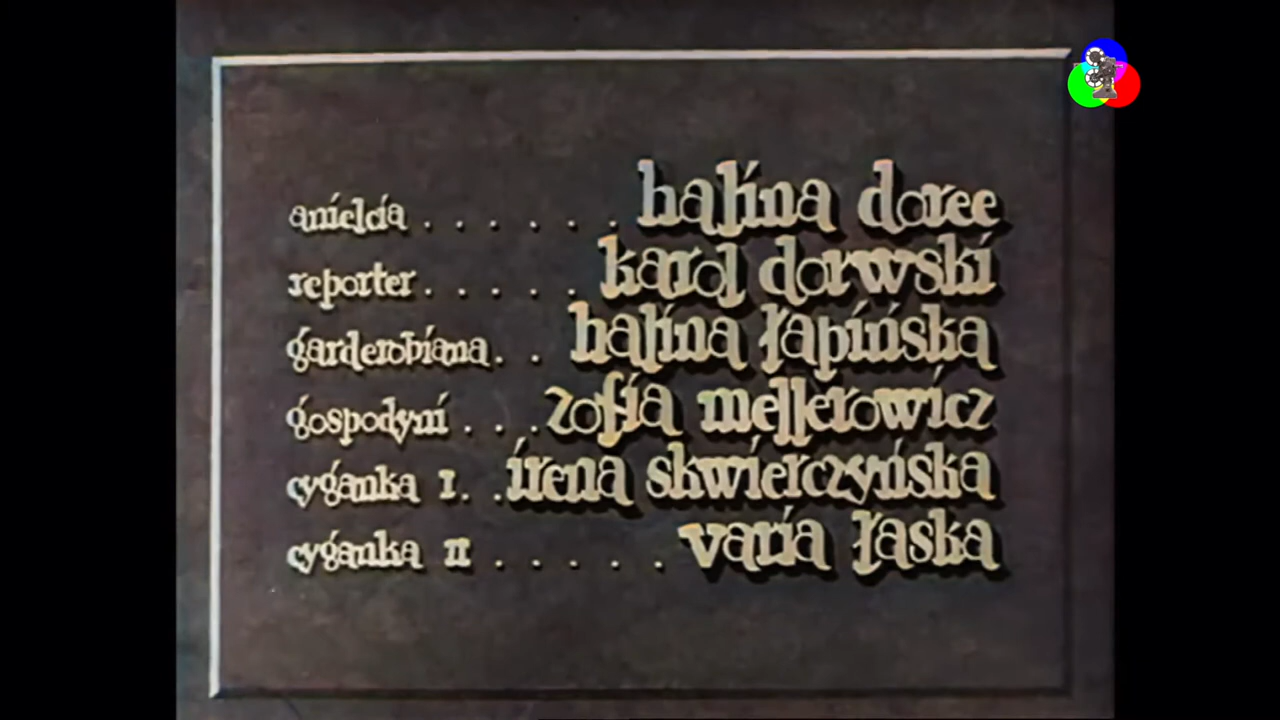 anielcia . . . . . . halina doree
reporter . . . . . karol dorwski
garderobiana . . halina łapińska
gospodyni . . . zofia mellerowicz
cyganka I . . irena skwierczyńska
cyganka II . . . . . varia łaska